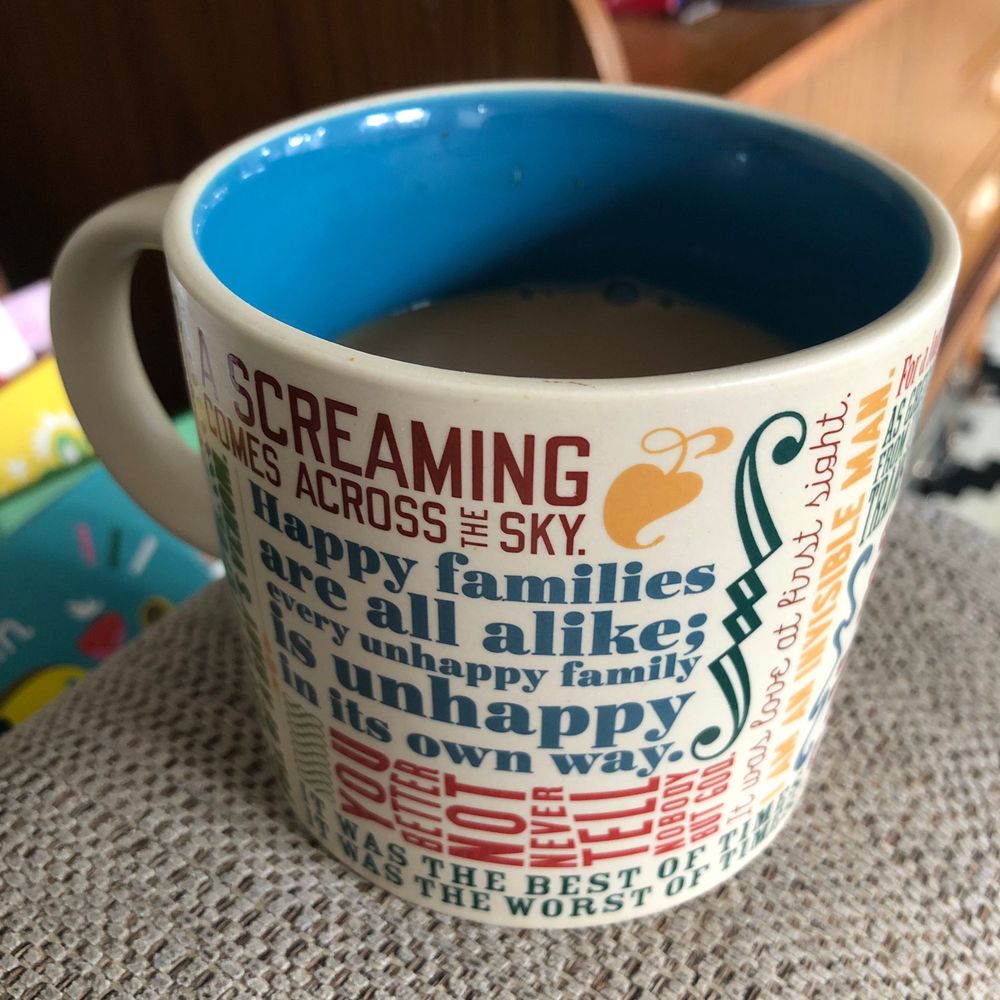 A SCREAMING
COMES ACROSS THE SKY.
Happy families
are all alike;
every unhappy family
is unhappy
in its own way.
YOU
BETTER
NOT
NEVER
TELL
NOBODY
BUT GOD.
IT WAS THE BEST OF TIMES
IT WAS THE WORST OF TIMES
It was love at first sight.
I AM AN INVISIBLE MAN.
For a